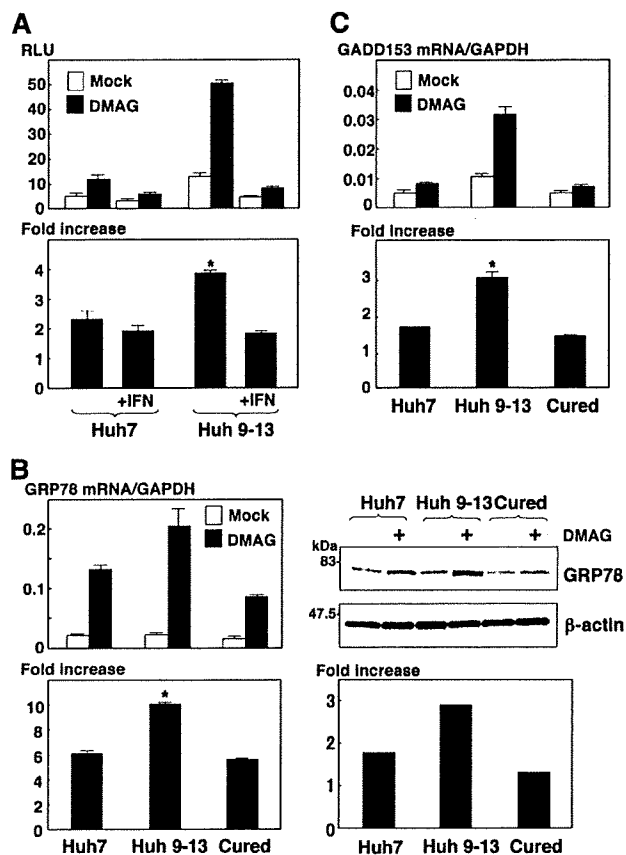 A
RLU
Mock
DMAG
50
40
30
20
10
0
Fold increase
*
4
3
2
1
0
+IFN +IFN
Huh7 Huh 9-13
C
GADD153 mRNA/GAPDH
Mock
DMAG
0.04
0.03
0.02
0.01
0
Fold increase
*
3
2
1
0
Huh7 Huh 9-13 Cured
B
GRP78 mRNA/GAPDH
Mock
DMAG
0.2
0.1
0
Fold increase
*
10
8
6
4
2
0
Huh7 Huh 9-13 Cured
Huh7 Huh 9-13 Cured
+ + + DMAG
kDa
83
GRP78
47.5
β-actin
Fold increase
3
2
1
0
Huh7 Huh 9-13 Cured